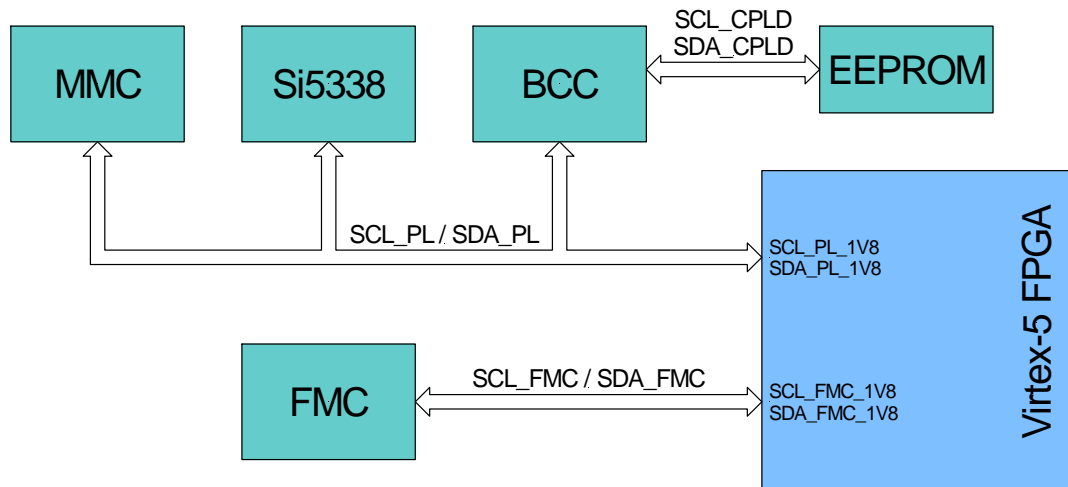 SCL_CPLD
SDA_CPLD
MMC
Si5338
BCC
EEPROM
SCL_PL / SDA_PL
SCL_PL_1V8
SDA_PL_1V8
Virtex-5 FPGA
FMC
SCL_FMC / SDA_FMC
SCL_FMC_1V8
SDA_FMC_1V8